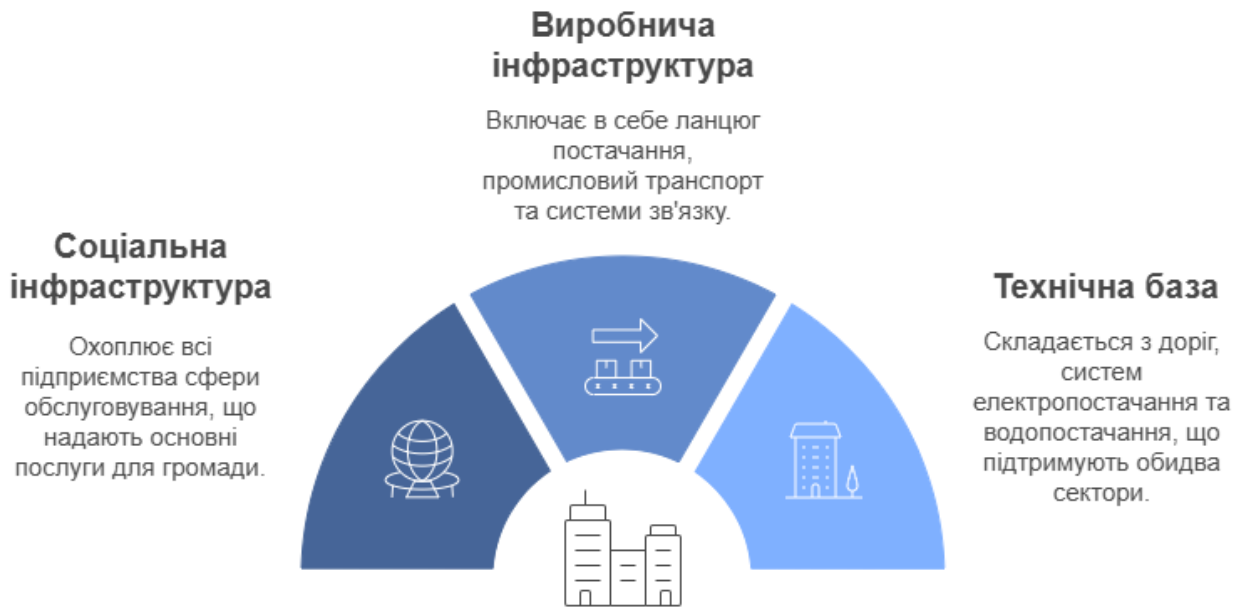 Виробнича
інфраструктура
Включає в себе ланцюг
постачання,
промисловий транспорт
та системи зв'язку.
Соціальна
інфраструктура
Охоплює всі
підприємства сфери
обслуговування, що
надають основні
послуги для громади.
Технічна база
Складається з доріг,
систем
електропостачання та
водопостачання, що
підтримують обидва
сектори.